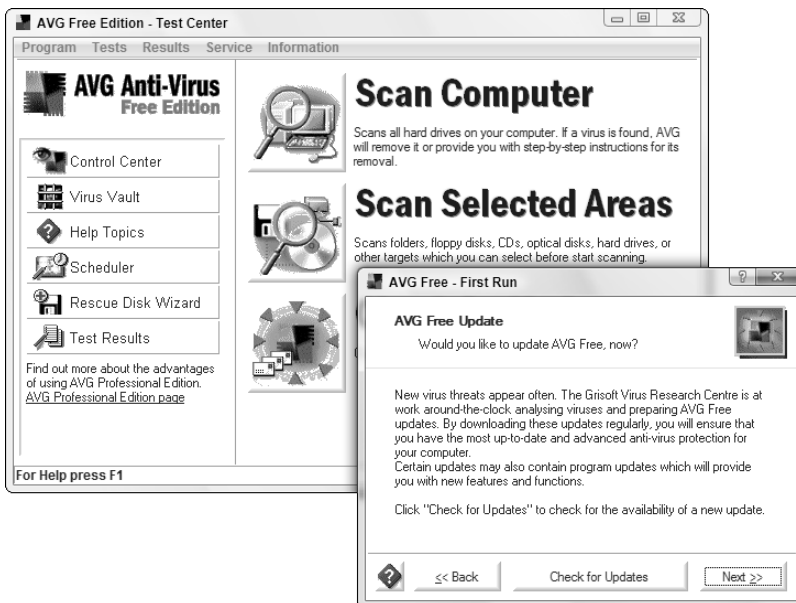 AVG Free Edition - Test Center
Program Tests Results Service Information
AVG Anti-Virus
Free Edition
Control Center
Virus Vault
Help Topics
Scheduler
Rescue Disk Wizard
Test Results
Find out more about the advantages
of using AVG Professional Edition.
AVG Professional Edition page
For Help press F1
Scan Computer
Scans all hard drives on your computer. If a virus is found, AVG
will remove it or provide you with step-by-step instructions for its
removal.
Scan Selected Areas
Scans folders, floppy disks, CDs, optical disks, hard drives, or
other targets which you can select before start scanning.
AVG Free - First Run
AVG Free Update
Would you like to update AVG Free, now?
New virus threats appear often. The Grisoft Virus Research Centre is at
work around-the-clock analysing viruses and preparing AVG Free
updates. By downloading these updates regularly, you will ensure that
you have the most up-to-date and advanced anti-virus protection for
your computer.
Certain updates may also contain program updates which will provide
you with new features and functions.
Click "Check for Updates" to check for the availability of a new update.
<< Back
Check for Updates
Next >>